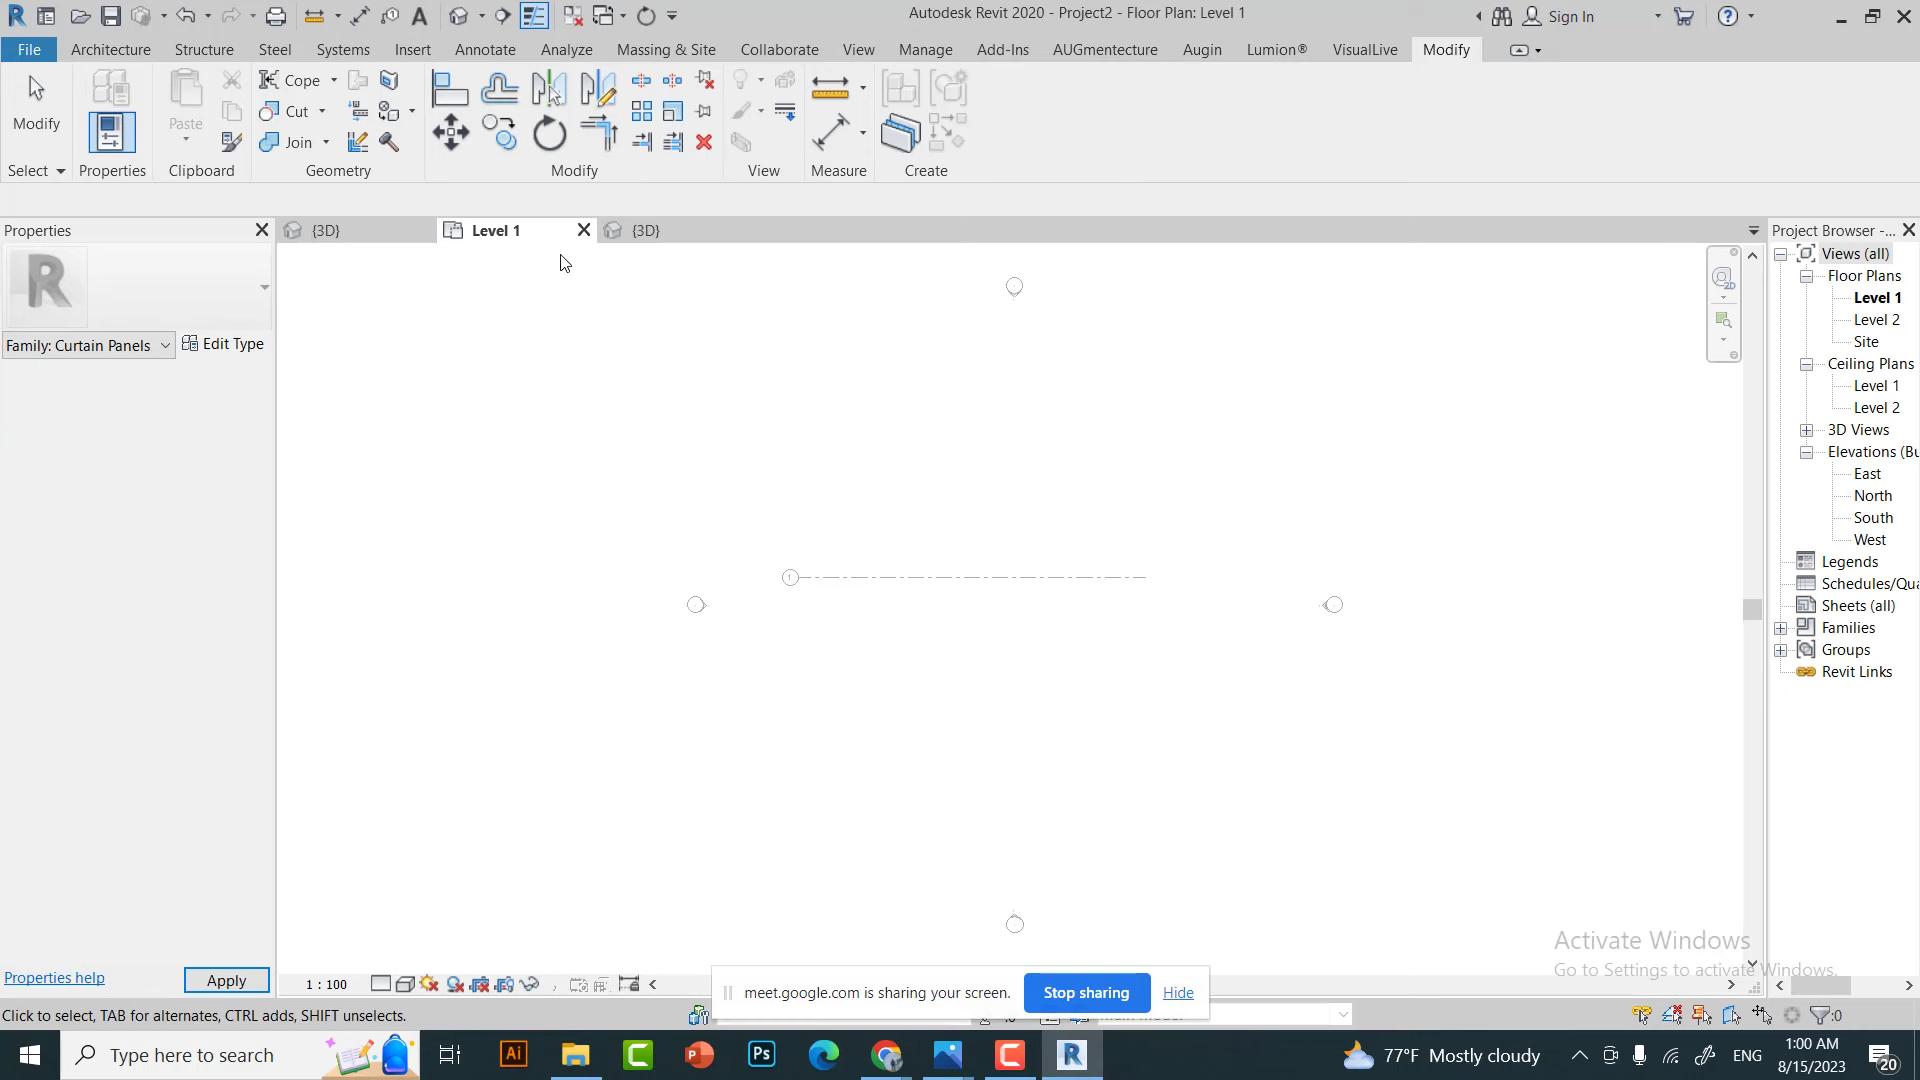 Autodesk Revit 2020 - Project2 - Floor Plan: Level 1
Sign In
File Architecture Structure Steel Systems Insert Annotate Analyze Massing & Site Collaborate View Manage Add-Ins AUGmentecture Augin Lumion® VisualLive Modify
Cope
Cut
Join
Modify
Paste
Select Properties Clipboard Geometry Modify View Measure Create
Properties
{3D}
Level 1
{3D}
Project Browser -...
R
Family: Curtain Panels
Edit Type
Views (all)
Floor Plans
Level 1
Level 2
Site
Ceiling Plans
Level 1
Level 2
3D Views
Elevations (Bu
East
North
South
West
Legends
Schedules/Qua
Sheets (all)
Families
Groups
Revit Links
2D
1
Activate Windows
Go to Settings to activate Windows.
Properties help
Apply
1 : 100
meet.google.com is sharing your screen.
Stop sharing
Hide
Click to select, TAB for alternates, CTRL adds, SHIFT unselects.
:0
Type here to search
Ai
Ps
77°F Mostly cloudy
ENG
1:00 AM
8/15/2023
20